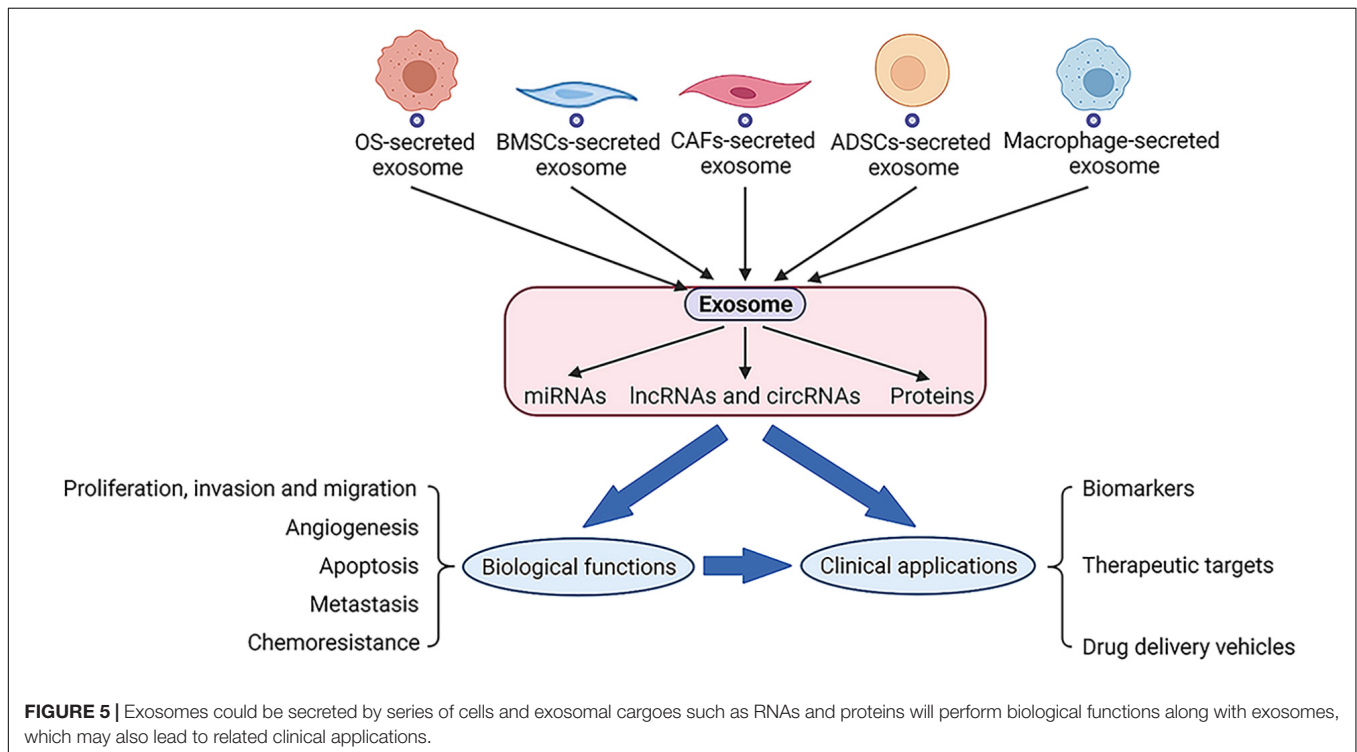 OS-secreted
exosome
BMSCs-secreted
exosome
CAFs-secreted
exosome
ADSCs-secreted
exosome
Macrophage-secreted
exosome
Exosome
miRNAs
lncRNAs and circRNAs
Proteins
Proliferation, invasion and migration
Angiogenesis
Apoptosis
Metastasis
Chemoresistance
Biological functions
Clinical applications
Biomarkers
Therapeutic targets
Drug delivery vehicles
FIGURE 5 | Exosomes could be secreted by series of cells and exosomal cargoes such as RNAs and proteins will perform biological functions along with exosomes,
which may also lead to related clinical applications.